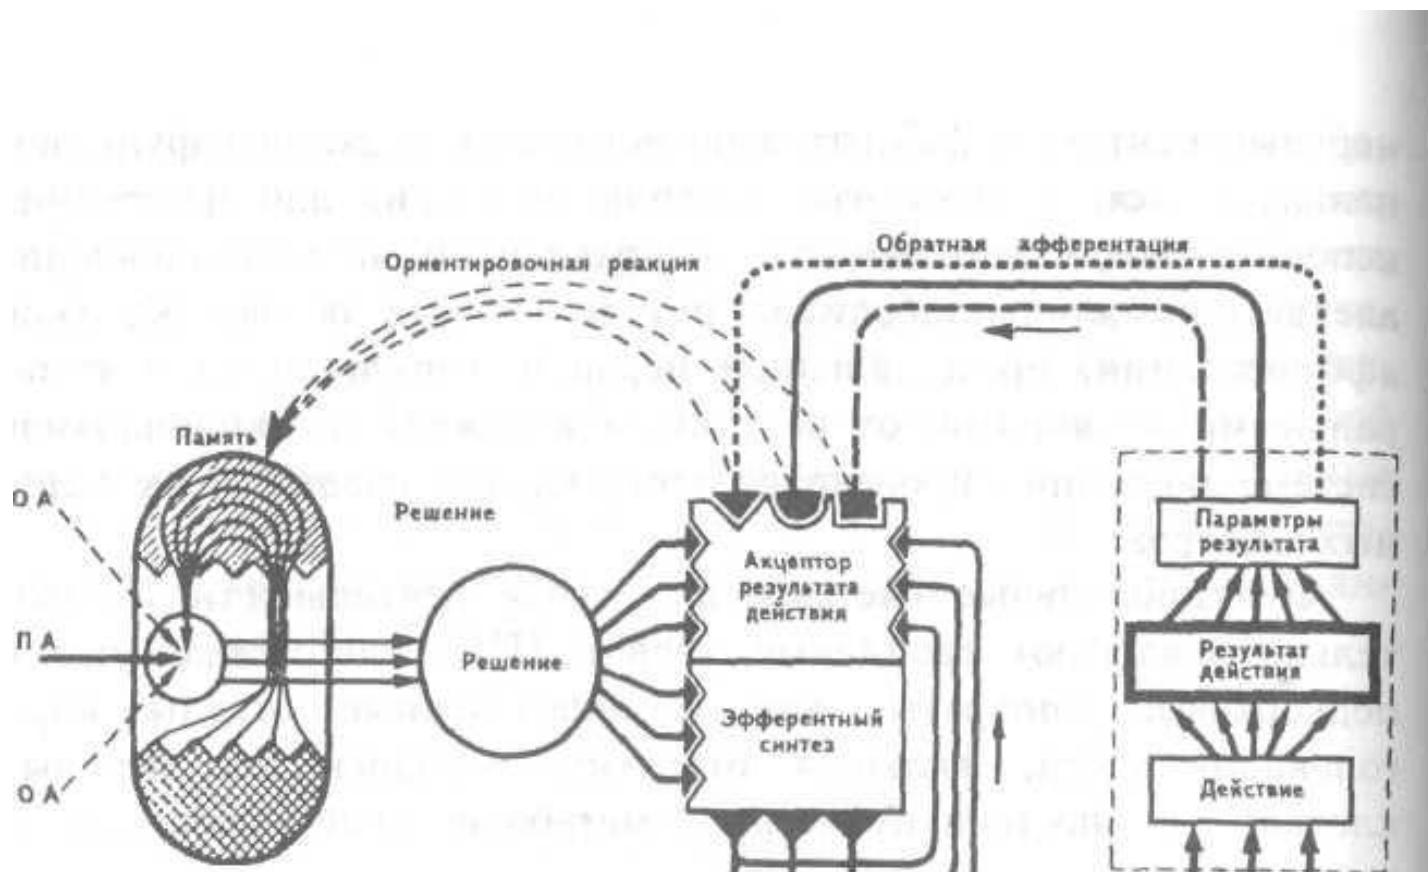 Обратная афферентация
Ориентировочная реакция
Память
О А
Решение
Параметры
результата
Акцептор
результата
действия
П А
Решение
Результат
действия
Эфферентный
синтез
Действие
О А